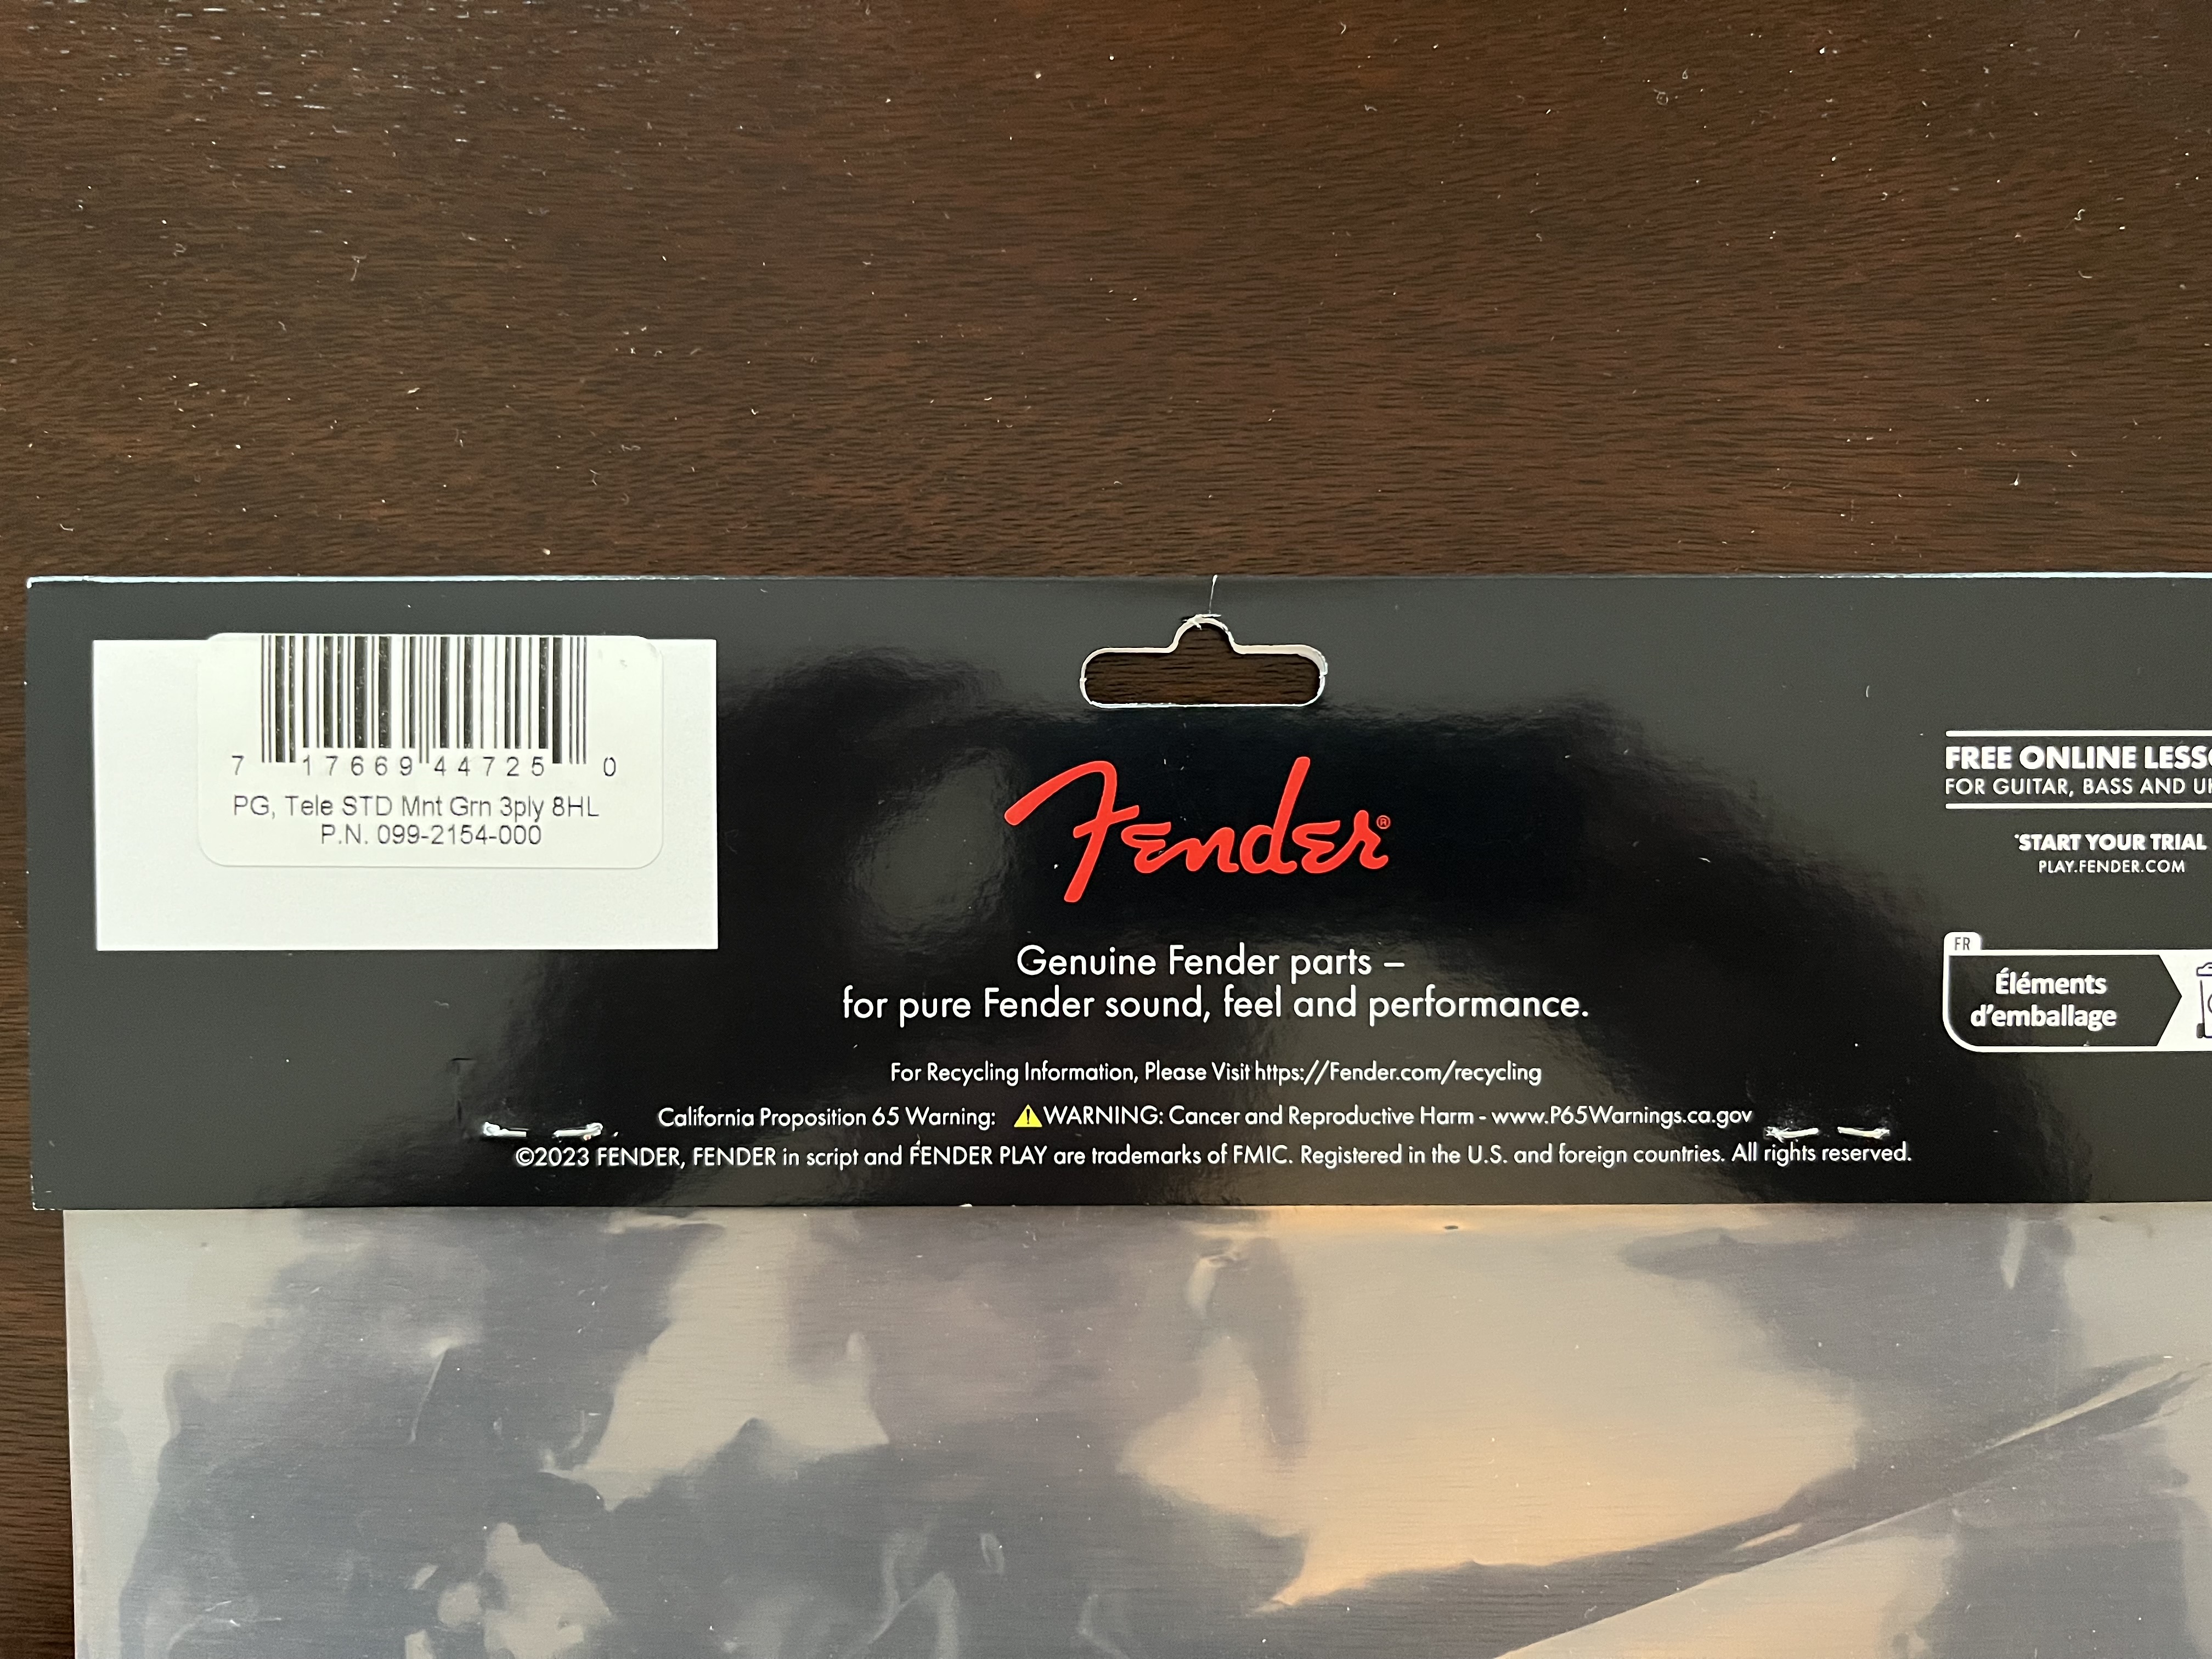 7 17669 44725 0
PG, Tele STD Mnt Grn 3ply 8HL
P.N. 099-2154-000
Fender®
Genuine Fender parts –
for pure Fender sound, feel and performance.
For Recycling Information, Please Visit https://Fender.com/recycling
California Proposition 65 Warning: ⚠WARNING: Cancer and Reproductive Harm - www.P65Warnings.ca.gov
©2023 FENDER, FENDER in script and FENDER PLAY are trademarks of FMIC. Registered in the U.S. and foreign countries. All rights reserved.
FREE ONLINE
FOR GUITAR, BASS AND
*START YOUR TRIAL
PLAY.FENDER.COM
FR
Éléments
d'emballage